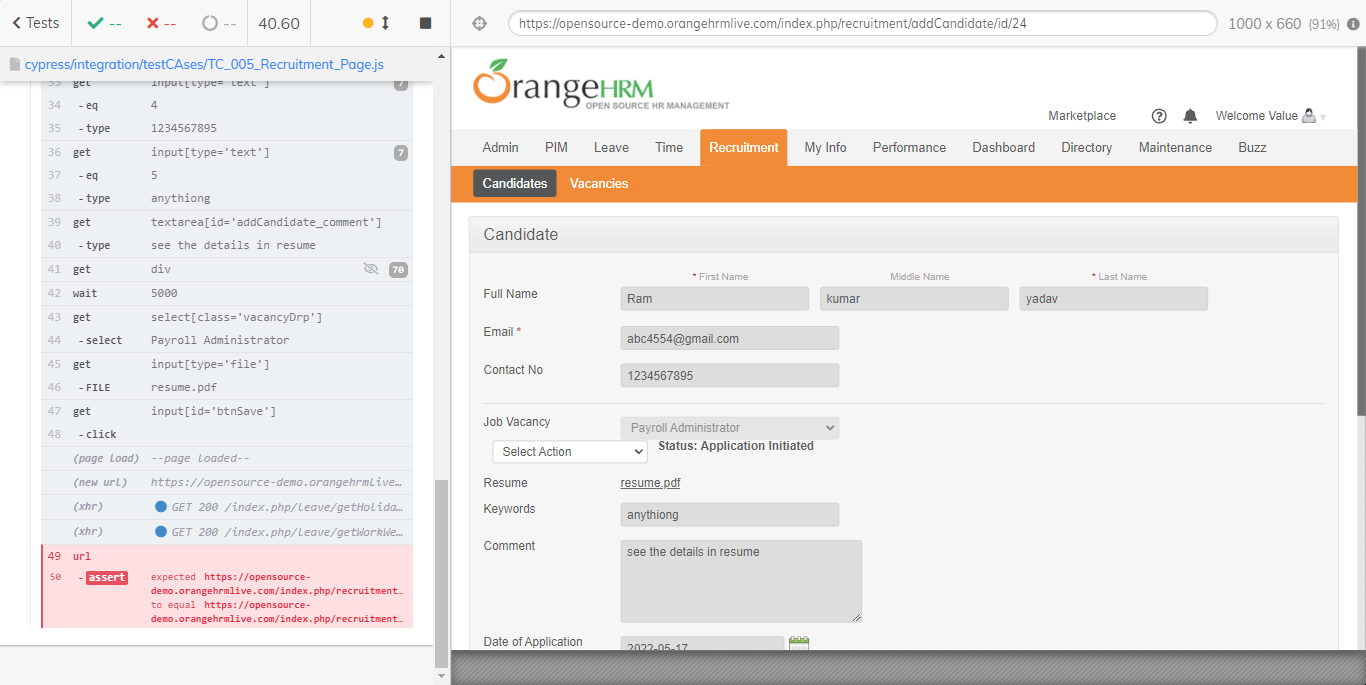 Tests
--
--
--
40.60
https://opensource-demo.orangehrmlive.com/index.php/recruitment/addCandidate/id/24
1000 x 660 (91%)
cypress/integration/testCAses/TC_005_Recruitment_Page.js
35 get input[type='text'] 7
34 -eq 4
35 -type 1234567895
36 get input[type='text'] 7
37 -eq 5
38 -type anythiong
39 get textarea[id='addCandidate_comment']
40 -type see the details in resume
41 get div 70
42 wait 5000
43 get select[class='vacancyDrp']
44 -select Payroll Administrator
45 get input[type='file']
46 -FILE resume.pdf
47 get input[id='btnSave']
48 -click
(page load) --page loaded--
(new url) https://opensource-demo.orangehrmlive…
(xhr) GET 200 /index.php/leave/getHolida…
(xhr) GET 200 /index.php/leave/getWorkWe…
49 url
50 -assert expected https://opensource-
demo.orangehrmlive.com/index.php/recruitment…
to equal https://opensource-
demo.orangehrmlive.com/index.php/recruitment…
OrangeHRM
OPEN SOURCE HR MANAGEMENT
Marketplace
Welcome Value
Admin PIM Leave Time Recruitment My Info Performance Dashboard Directory Maintenance Buzz
Candidates Vacancies
Candidate
* First Name Middle Name * Last Name
Full Name Ram kumar yadav
Email * abc4554@gmail.com
Contact No 1234567895
Job Vacancy Payroll Administrator
Select Action Status: Application Initiated
Resume resume.pdf
Keywords anythiong
Comment see the details in resume
Date of Application 2022-05-17